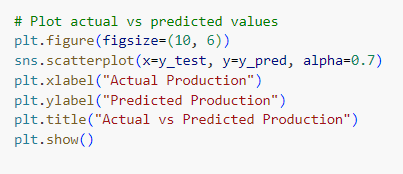 # Plot actual vs predicted values
plt.figure(figsize=(10, 6))
sns.scatterplot(x=y_test, y=y_pred, alpha=0.7)
plt.xlabel("Actual Production")
plt.ylabel("Predicted Production")
plt.title("Actual vs Predicted Production")
plt.show()